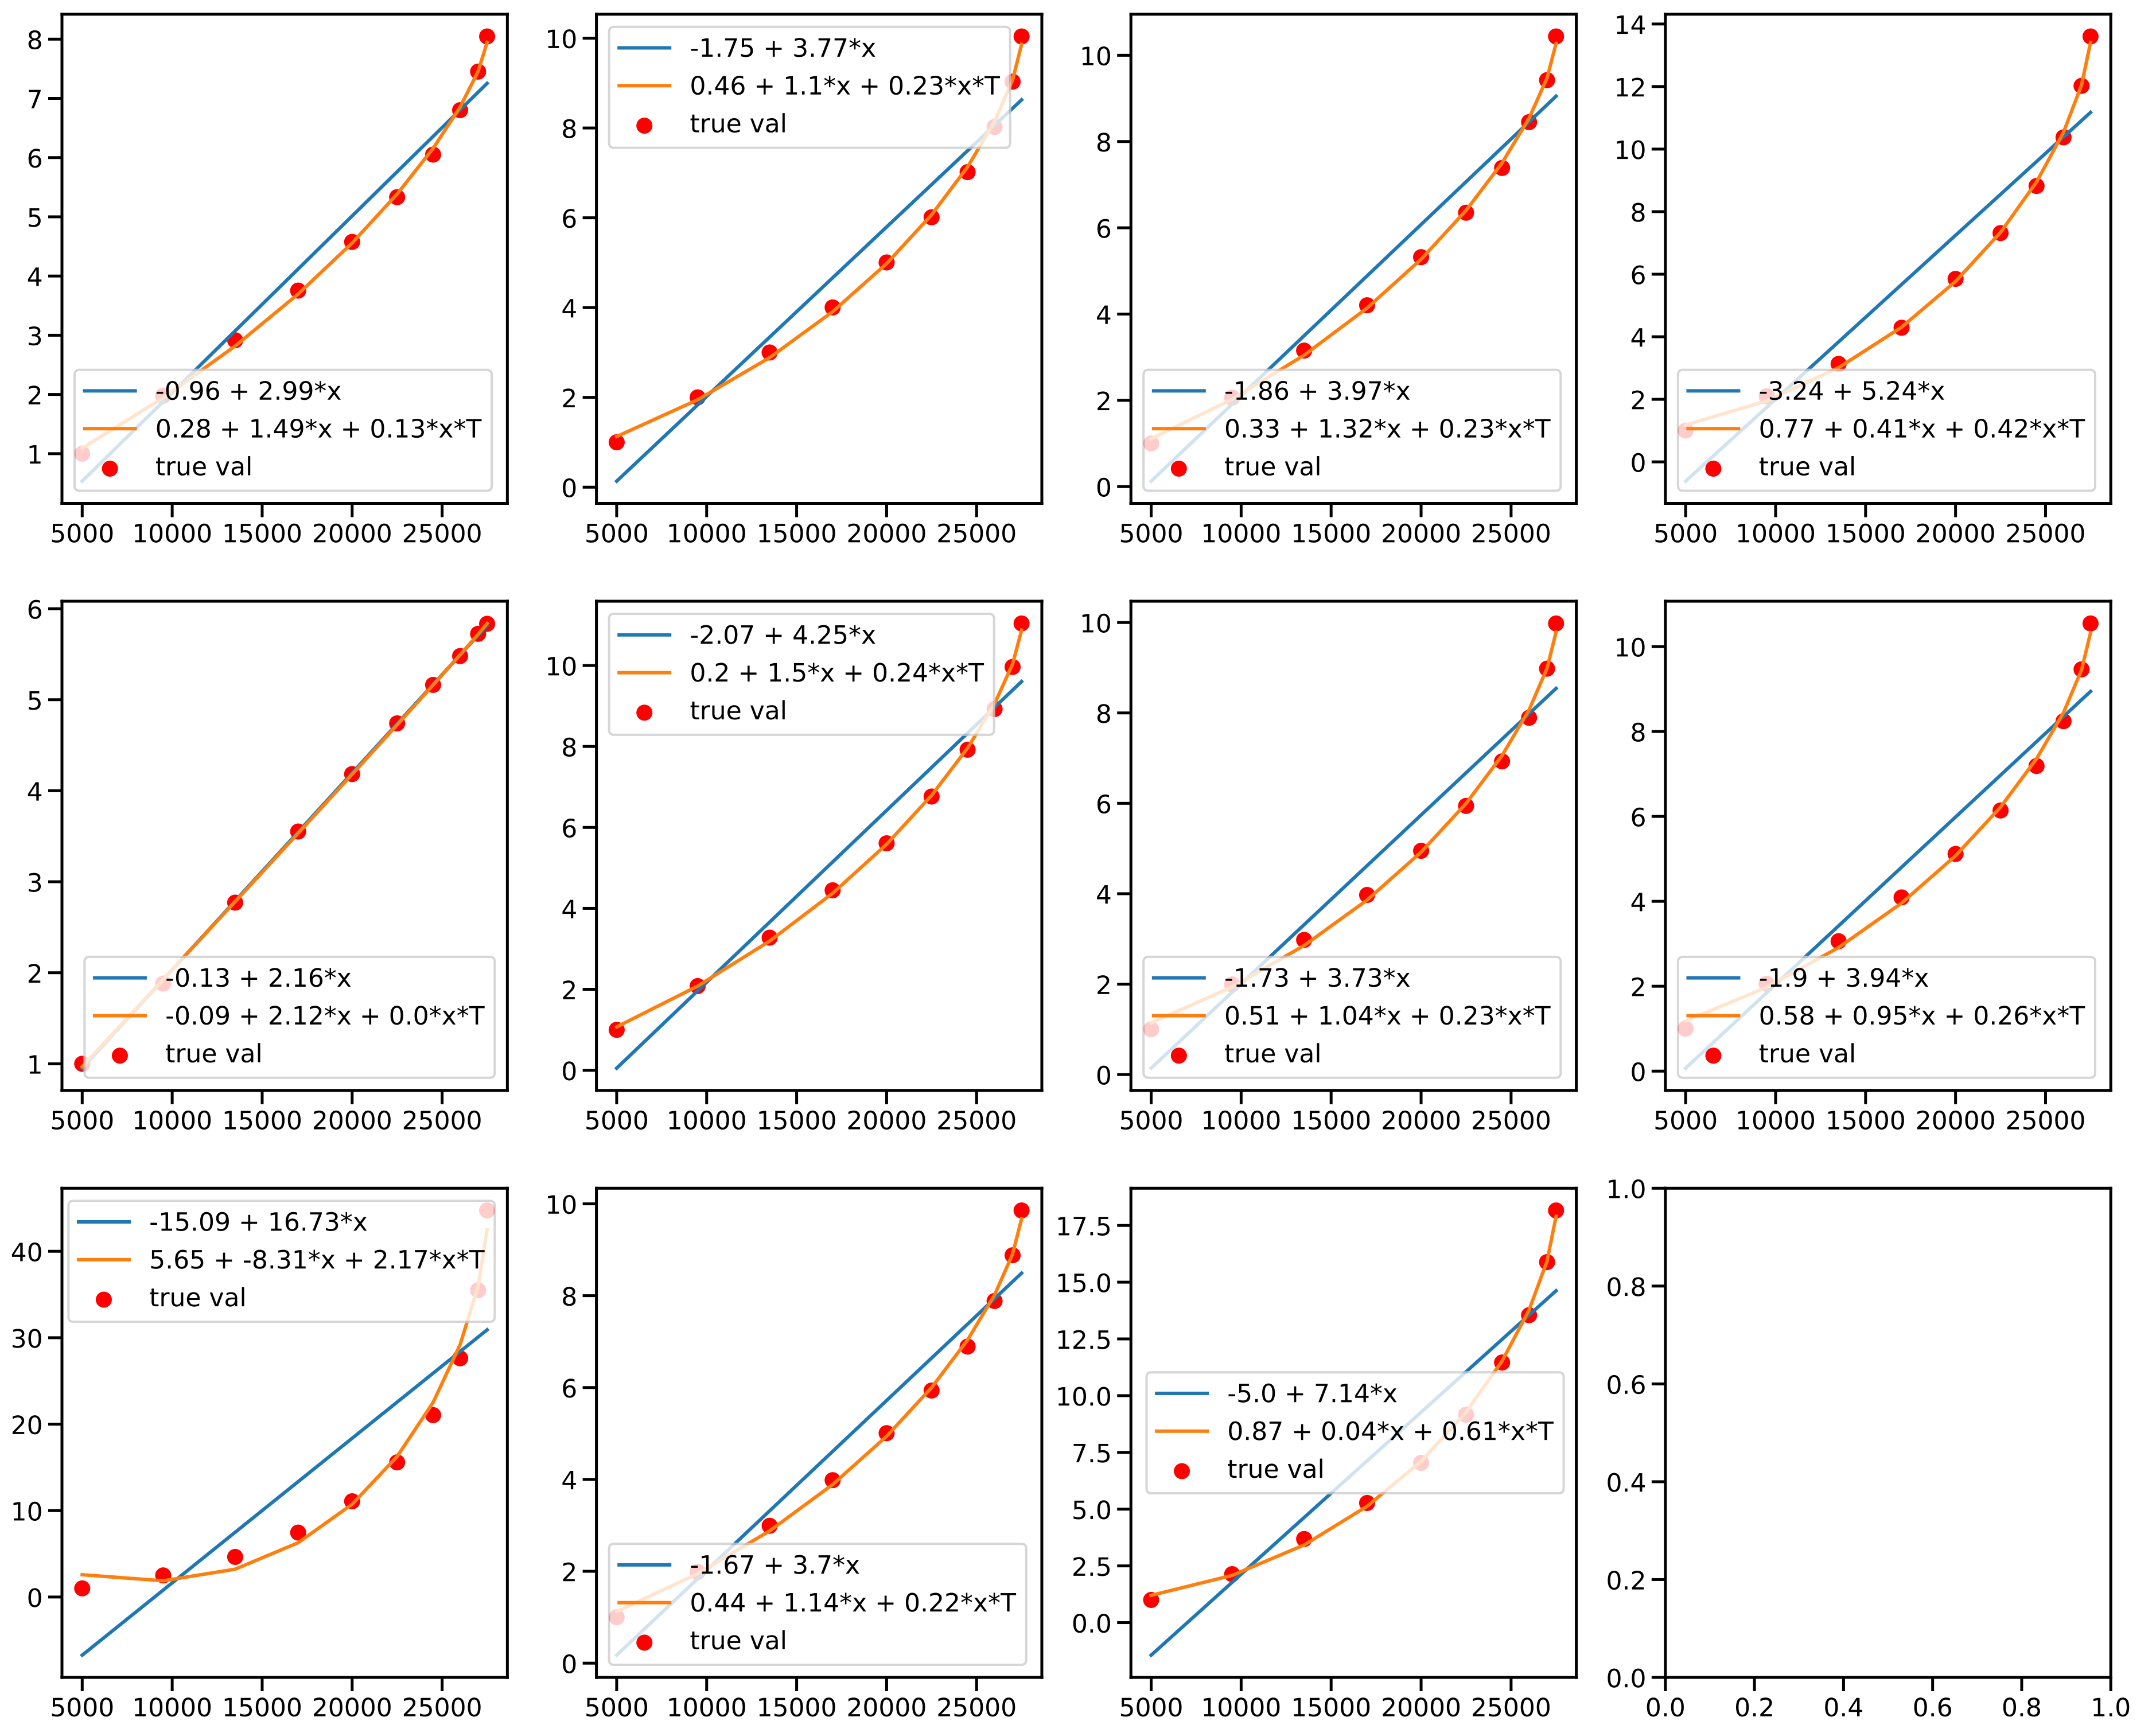 8
7
6
5
4
3
2
1
-0.96 + 2.99*x
0.28 + 1.49*x + 0.13*x*T
true val
5000 10000 15000 20000 25000
10
8
6
4
2
0
-1.75 + 3.77*x
0.46 + 1.1*x + 0.23*x*T
true val
5000 10000 15000 20000 25000
10
8
6
4
2
0
-1.86 + 3.97*x
0.33 + 1.32*x + 0.23*x*T
true val
5000 10000 15000 20000 25000
14
12
10
8
6
4
2
0
-3.24 + 5.24*x
0.77 + 0.41*x + 0.42*x*T
true val
5000 10000 15000 20000 25000
6
5
4
3
2
1
-0.13 + 2.16*x
-0.09 + 2.12*x + 0.0*x*T
true val
5000 10000 15000 20000 25000
10
8
6
4
2
0
-2.07 + 4.25*x
0.2 + 1.5*x + 0.24*x*T
true val
5000 10000 15000 20000 25000
10
8
6
4
2
0
-1.73 + 3.73*x
0.51 + 1.04*x + 0.23*x*T
true val
5000 10000 15000 20000 25000
10
8
6
4
2
0
-1.9 + 3.94*x
0.58 + 0.95*x + 0.26*x*T
true val
5000 10000 15000 20000 25000
40
30
20
10
0
-15.09 + 16.73*x
5.65 + -8.31*x + 2.17*x*T
true val
5000 10000 15000 20000 25000
10
8
6
4
2
0
-1.67 + 3.7*x
0.44 + 1.14*x + 0.22*x*T
true val
5000 10000 15000 20000 25000
17.5
15.0
12.5
10.0
7.5
5.0
2.5
0.0
-5.0 + 7.14*x
0.87 + 0.04*x + 0.61*x*T
true val
5000 10000 15000 20000 25000
1.0
0.8
0.6
0.4
0.2
0.0
0.0 0.2 0.4 0.6 0.8 1.0